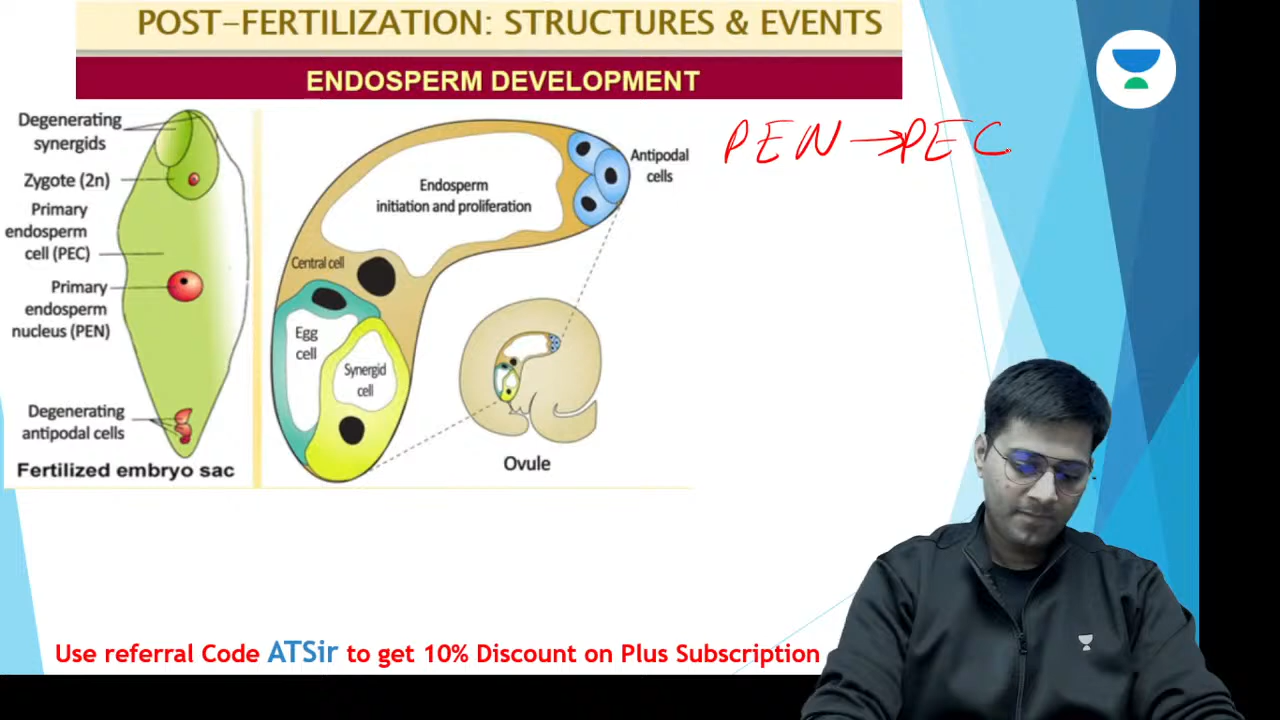 POST-FERTILIZATION: STRUCTURES & EVENTS
ENDOSPERM DEVELOPMENT
Degenerating
synergids
Zygote (2n)
Primary
endosperm
cell (PEC)
Primary
endosperm
nucleus (PEN)
Degenerating
antipodal cells
Fertilized embryo sac
Endosperm
initiation and proliferation
Central cell
Egg
cell
Synergid
cell
Antipodal
cells
Ovule
PEN → PEC
Use referral Code ATSir to get 10% Discount on Plus Subscription